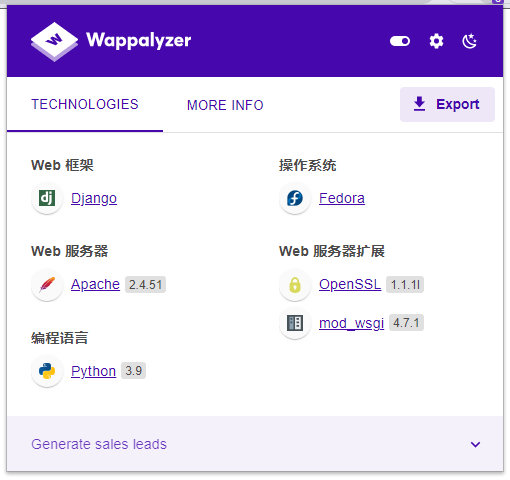 Wappalyzer
TECHNOLOGIES
MORE INFO
Export
Web 框架
Django
操作系统
Fedora
Web 服务器
Apache 2.4.51
Web 服务器扩展
OpenSSL 1.1.1l
mod_wsgi 4.7.1
编程语言
Python 3.9
Generate sales leads